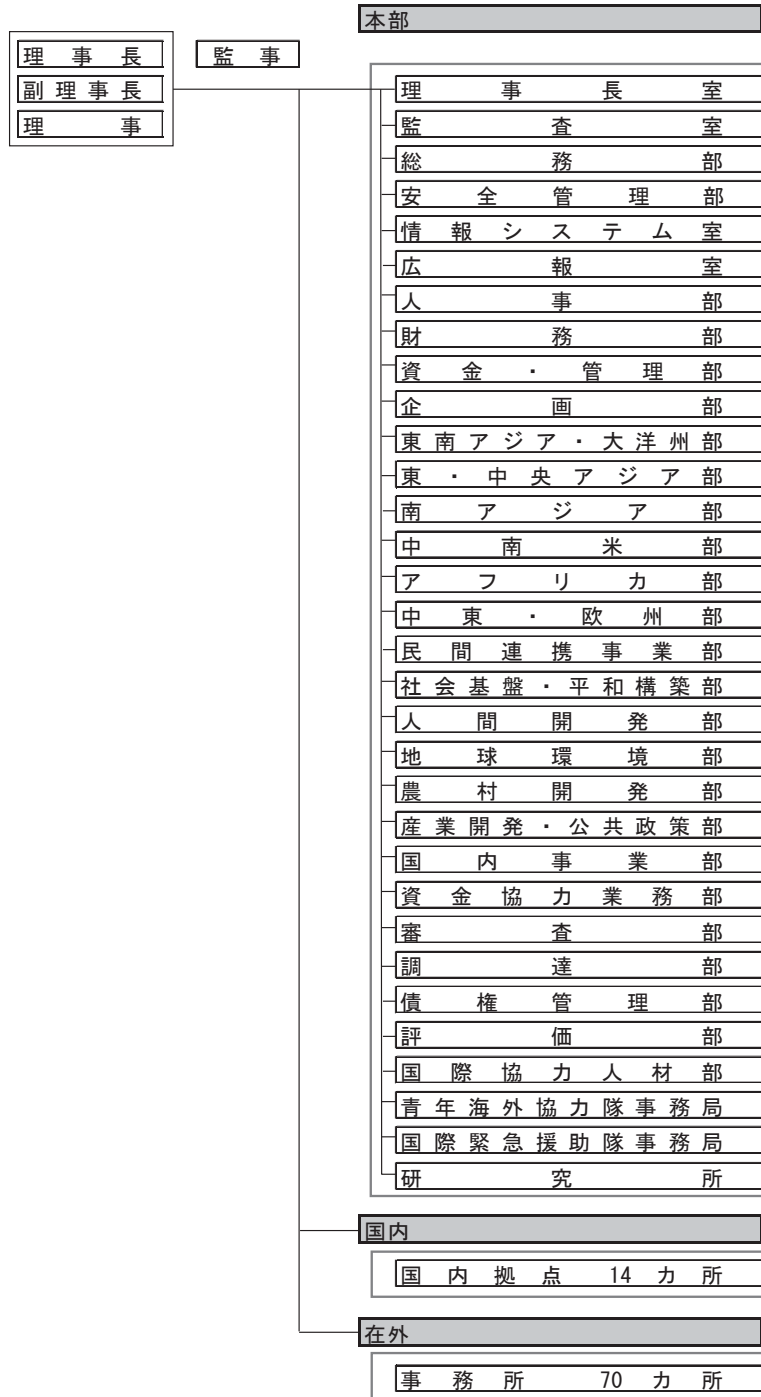 本部
理事長
監事
副理事長
理事
理事長室
監査室
総務部
安全管理部
情報システム室
広報室
人事部
財務部
資金・管理部
企画部
東南アジア・大洋州部
東・中央アジア部
南アジア部
中南米部
アフリカ部
中東・欧州部
民間連携事業部
社会基盤・平和構築部
人間開発部
地球環境部
農村開発部
産業開発・公共政策部
国内事業部
資金協力業務部
審査部
調達部
債権管理部
評価部
国際協力人材部
青年海外協力隊事務局
国際緊急援助隊事務局
研究所
国内
国内拠点 14カ所
在外
事務所 70カ所